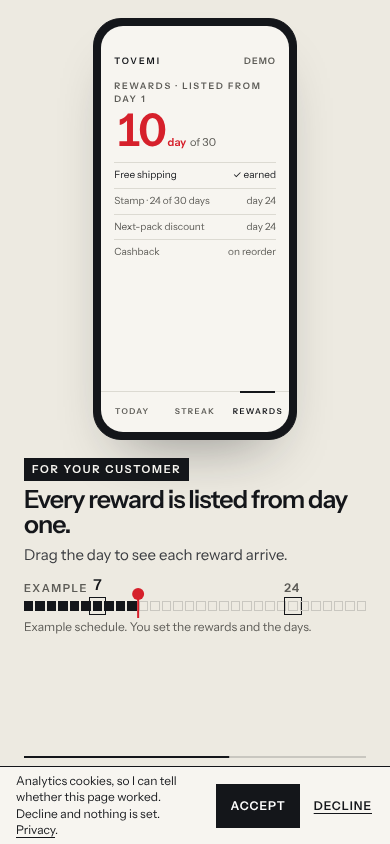 TOVEMI DEMO
REWARDS · LISTED FROM
DAY 1
10 day of 30
Free shipping ✓ earned
Stamp · 24 of 30 days day 24
Next-pack discount day 24
Cashback on reorder
TODAY STREAK REWARDS
FOR YOUR CUSTOMER
Every reward is listed from day
one.
Drag the day to see each reward arrive.
EXAMPLE 7 24
Example schedule. You set the rewards and the days.
Analytics cookies, so I can tell
whether this page worked.
Decline and nothing is set.
Privacy.
ACCEPT DECLINE